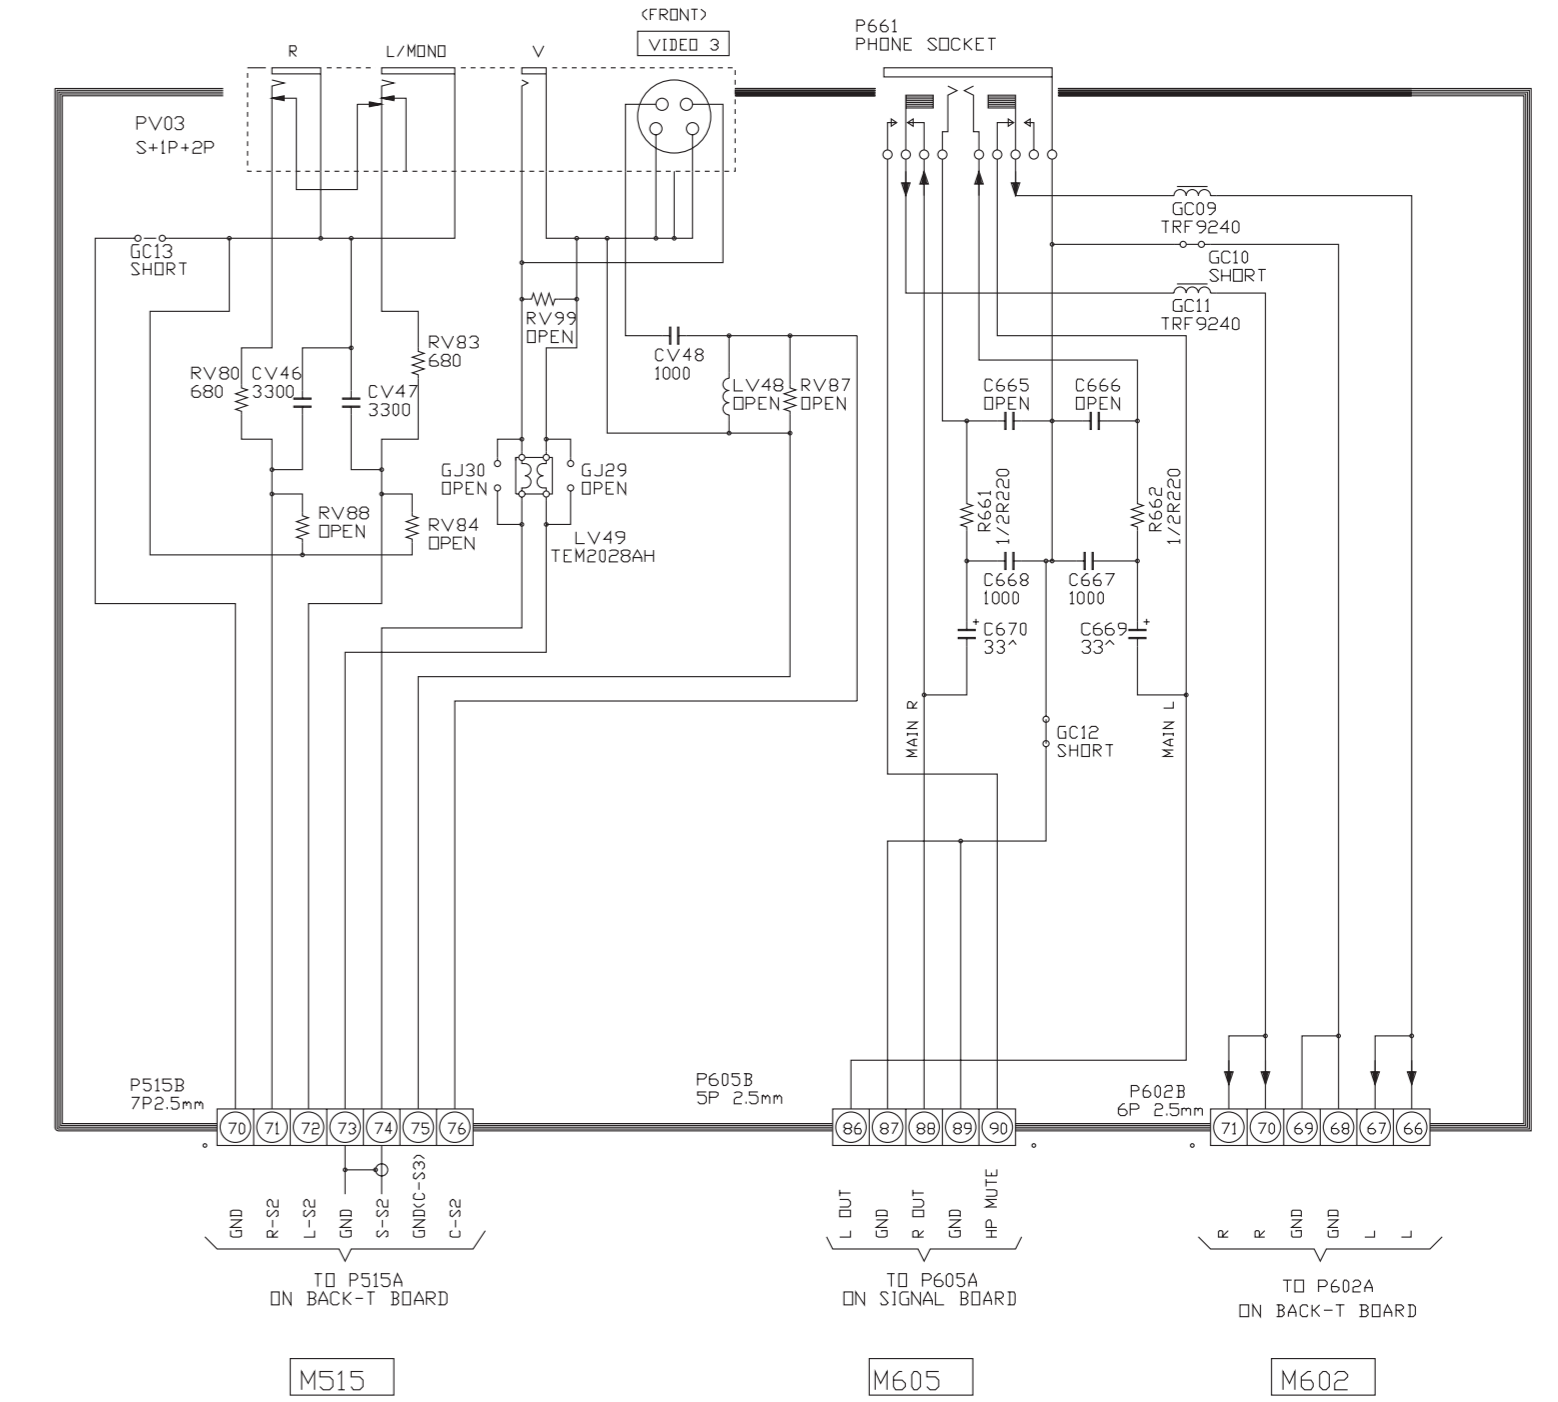 (FRONT)
VIDEO 3
R
L/MONO
V
P661
PHONE SOCKET
PV03
S+1P+2P
GC13
SHORT
GC09
TRF9240
GC10
SHORT
GC11
TRF9240
RV99
OPEN
RV83
680
RV80
680
CV46
3300
CV47
3300
CV48
1000
LV48
OPEN
RV87
OPEN
C665
OPEN
C666
OPEN
GJ30
OPEN
GJ29
OPEN
RV88
OPEN
RV84
OPEN
LV49
TEM2028AH
R661
1/2R220
R662
1/2R220
C668
1000
C667
1000
+
C670
33^
C669
+
33^
MAIN R
GC12
SHORT
MAIN L
P515B
7P2.5mm
P605B
5P 2.5mm
P602B
6P 2.5mm
70 71 72 73 74 75 76
86 87 88 89 90
71 70 69 68 67 66
GND
R-S2
L-S2
GND
S-S2
GND(C-S3)
C-S2
L OUT
GND
R OUT
GND
HP MUTE
R
R
GND
GND
L
L
TO P515A
ON BACK-T BOARD
TO P605A
ON SIGNAL BOARD
TO P602A
ON BACK-T BOARD
M515
M605
M602